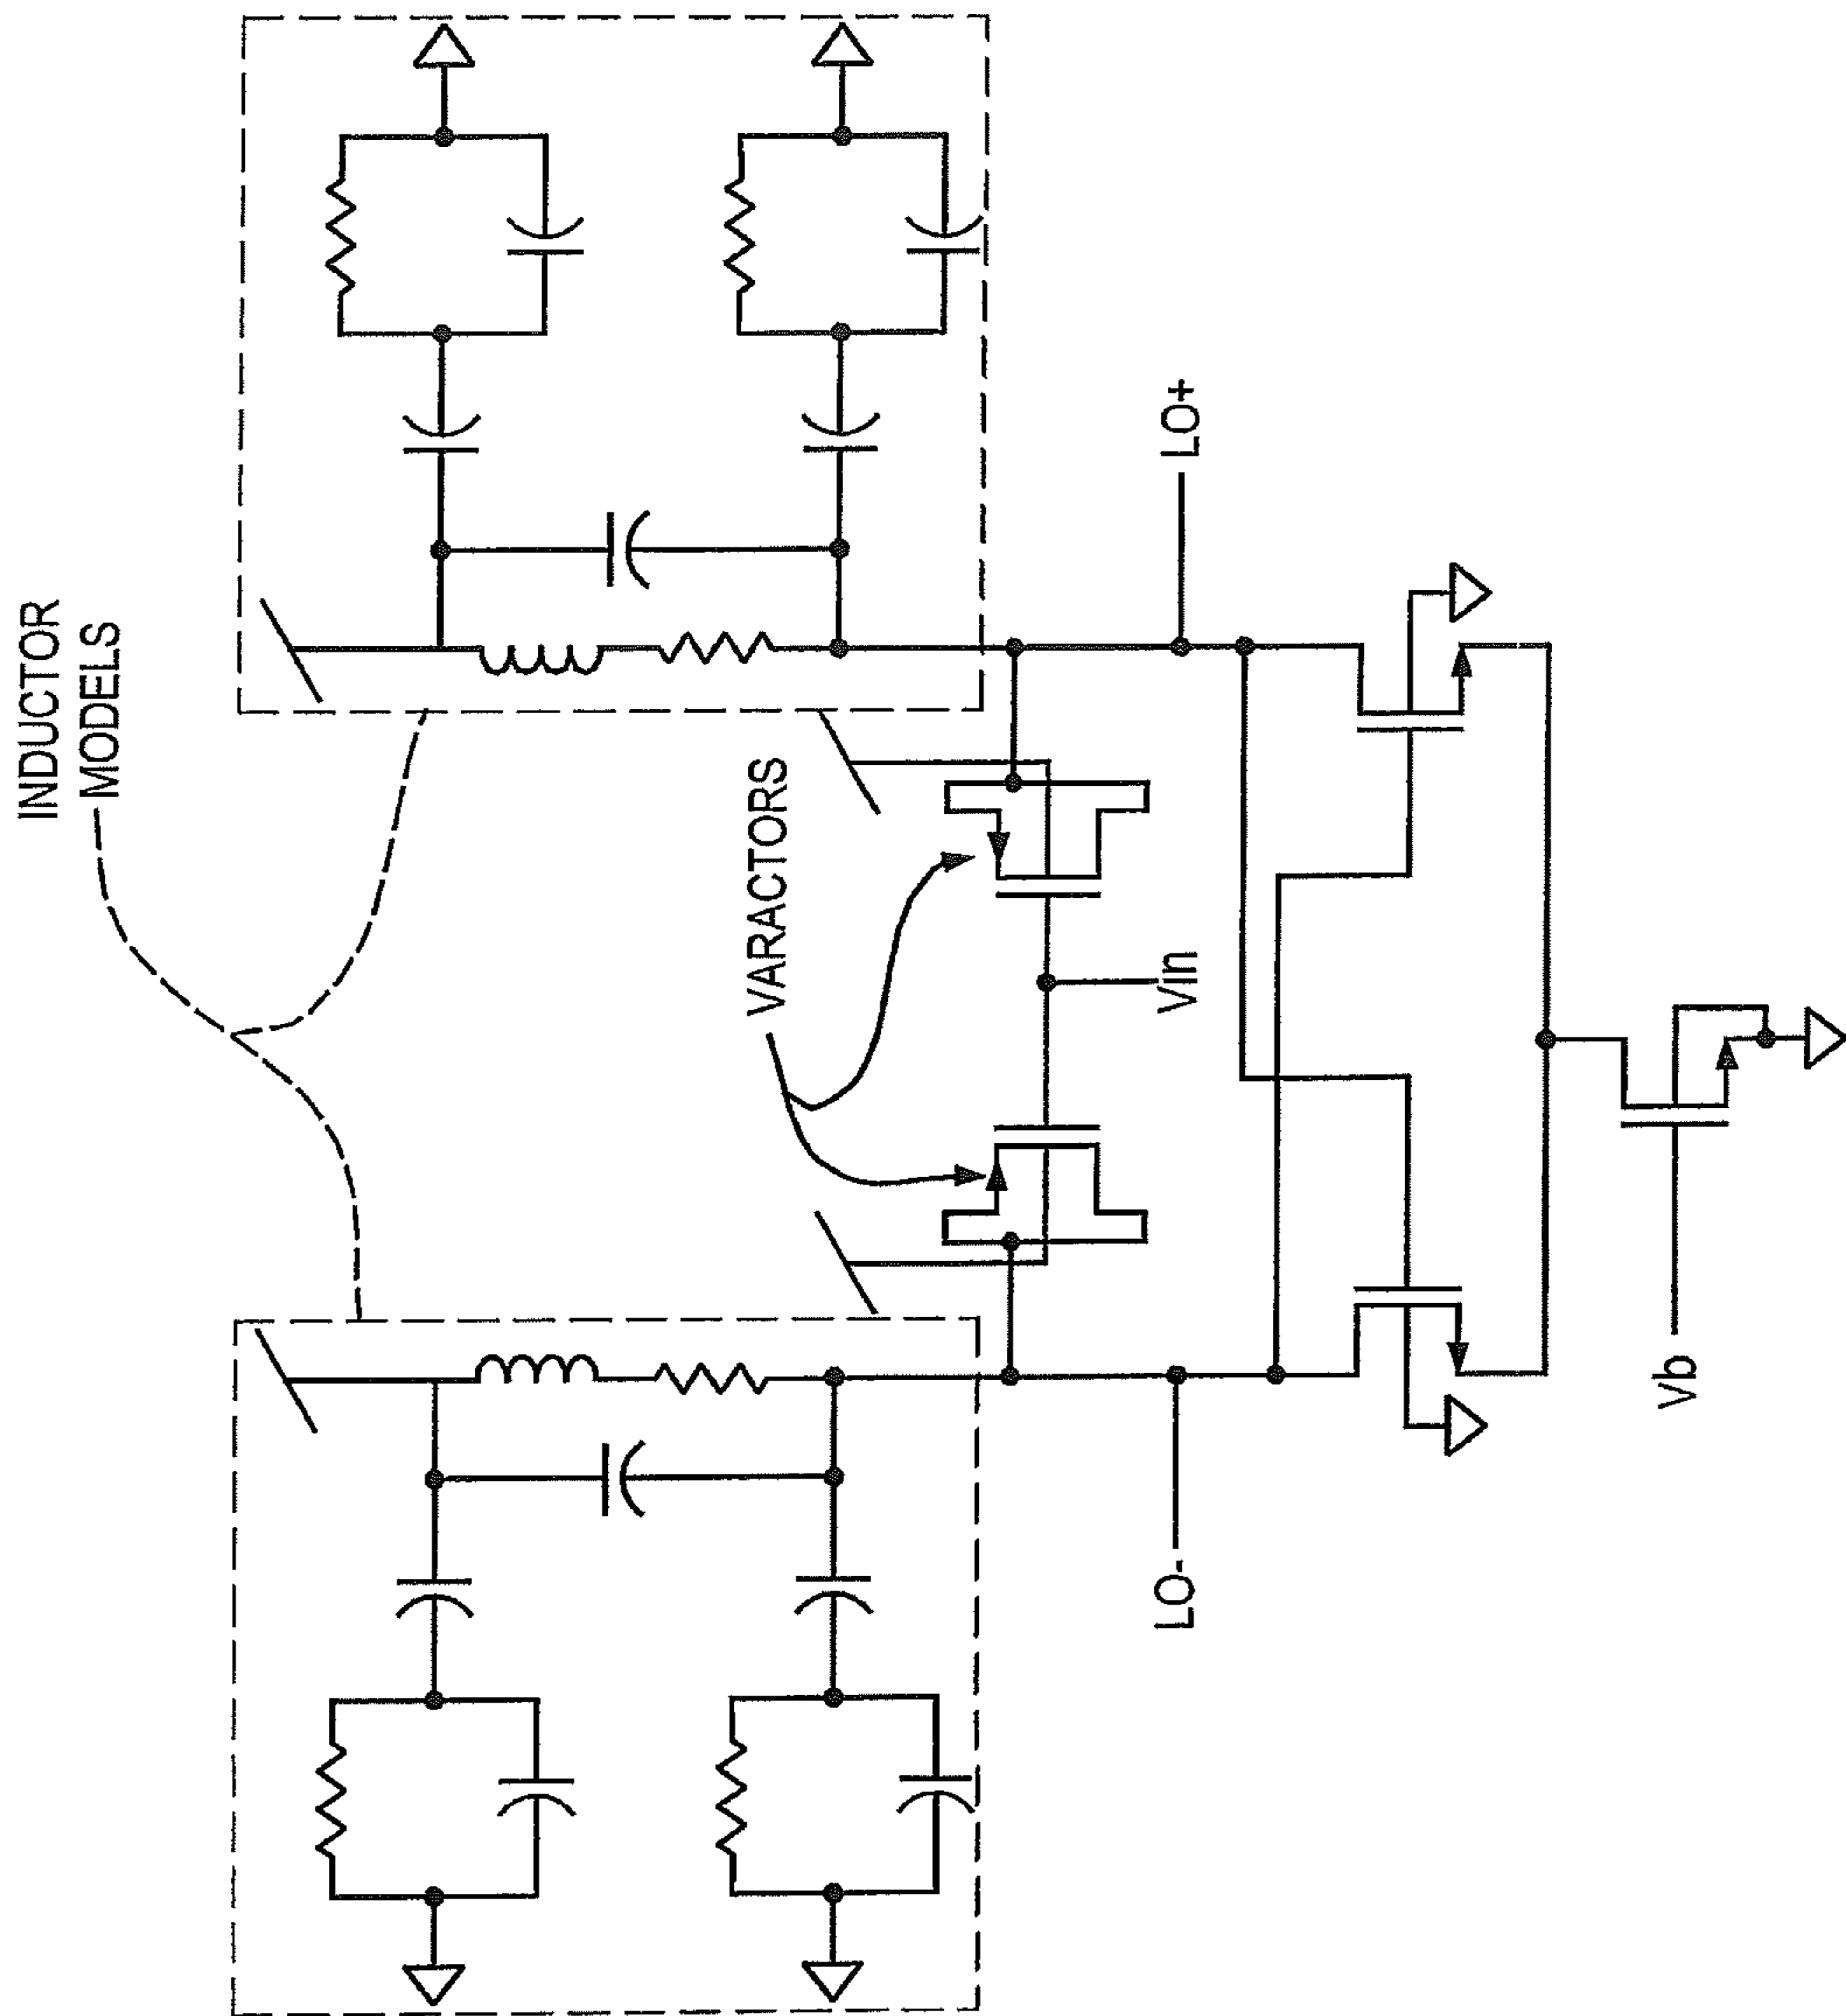 INDUCTOR
MODELS
VARACTORS
LO+
Vin
LO-
Vb